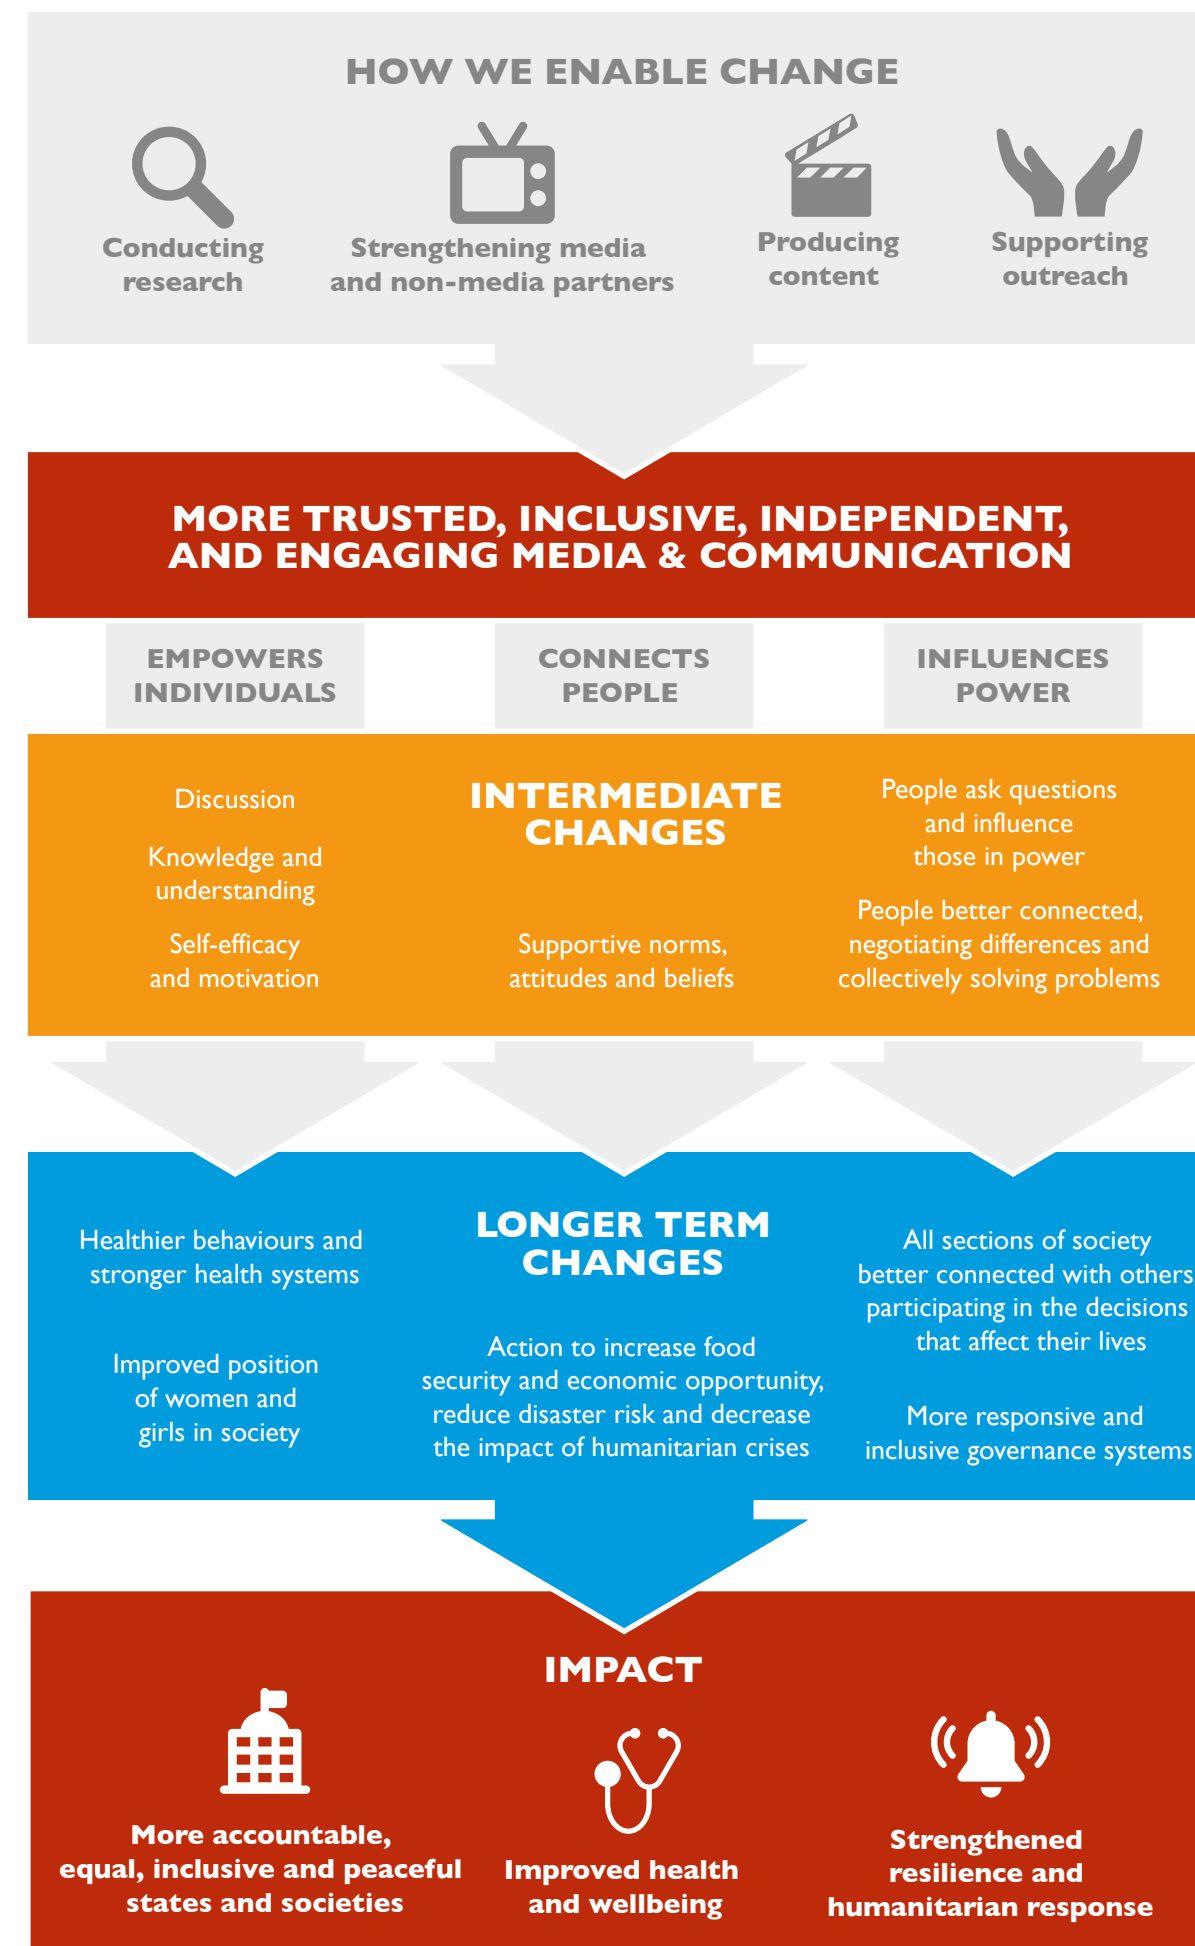 HOW WE ENABLE CHANGE
Conducting
research
Strengthening media
and non-media partners
Producing
content
Supporting
outreach
MORE TRUSTED, INCLUSIVE, INDEPENDENT,
AND ENGAGING MEDIA & COMMUNICATION
EMPOWERS
INDIVIDUALS
CONNECTS
PEOPLE
INFLUENCES
POWER
INTERMEDIATE
CHANGES
Discussion
Knowledge and
understanding
Self-efficacy
and motivation
Supportive norms,
attitudes and beliefs
People ask questions
and influence
those in power
People better connected,
negotiating differences and
collectively solving problems
LONGER TERM
CHANGES
Healthier behaviours and
stronger health systems
Improved position
of women and
girls in society
Action to increase food
security and economic opportunity,
reduce disaster risk and decrease
the impact of humanitarian crises
All sections of society
better connected with others,
participating in the decisions
that affect their lives
More responsive and
inclusive governance systems
IMPACT
More accountable,
equal, inclusive and peaceful
states and societies
Improved health
and wellbeing
Strengthened
resilience and
humanitarian response